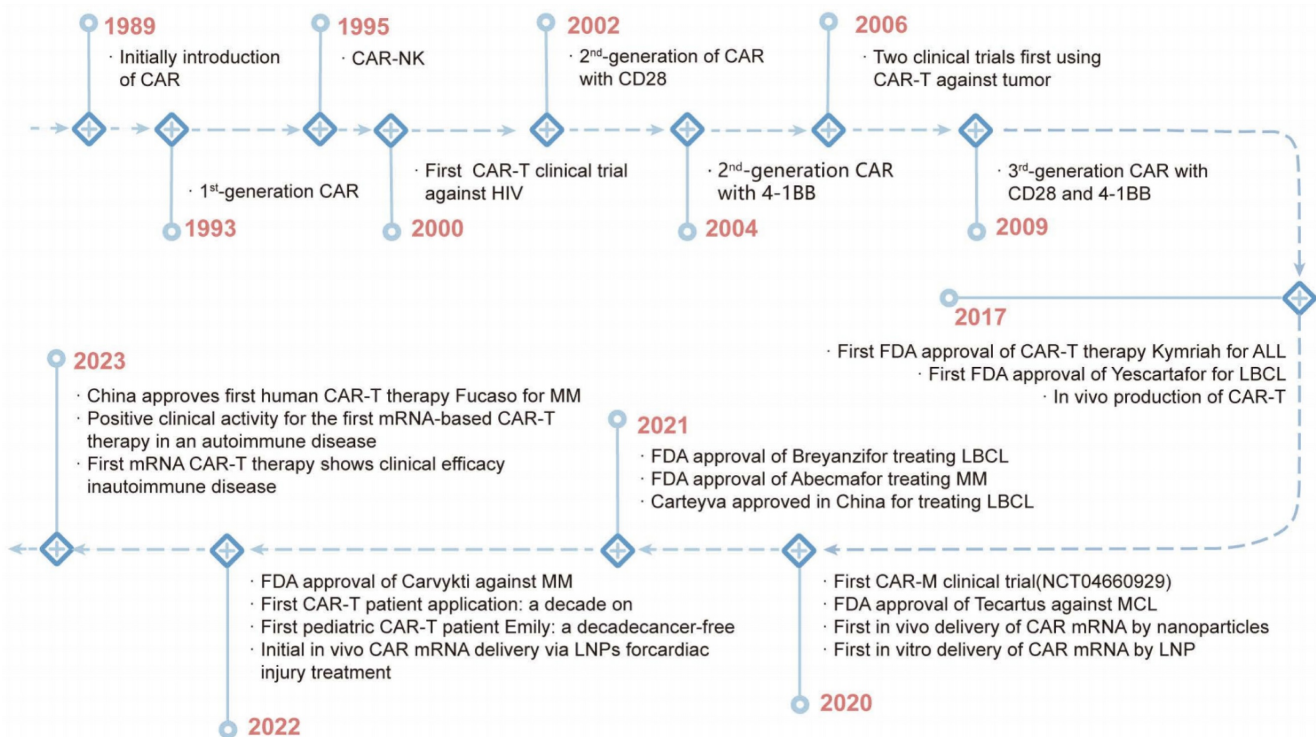 1989
· Initially introduction
of CAR
· 1st-generation CAR
1993
1995
· CAR-NK
· First CAR-T clinical trial
against HIV
2000
2002
· 2nd-generation of CAR
with CD28
· 2nd-generation CAR
with 4-1BB
2004
2006
· Two clinical trials first using
CAR-T against tumor
· 3rd-generation CAR with
CD28 and 4-1BB
2009
2017
· First FDA approval of CAR-T therapy Kymriah for ALL
· First FDA approval of Yescartafor for LBCL
· In vivo production of CAR-T
· First CAR-M clinical trial(NCT04660929)
· FDA approval of Tecartus against MCL
· First in vivo delivery of CAR mRNA by nanoparticles
· First in vitro delivery of CAR mRNA by LNP
2020
2021
· FDA approval of Breyanzifor treating LBCL
· FDA approval of Abecmafor treating MM
· Carteyva approved in China for treating LBCL
· FDA approval of Carvykti against MM
· First CAR-T patient application: a decade on
· First pediatric CAR-T patient Emily: a decadecancer-free
· Initial in vivo CAR mRNA delivery via LNPs forcardiac
injury treatment
2022
2023
· China approves first human CAR-T therapy Fucaso for MM
· Positive clinical activity for the first mRNA-based CAR-T
therapy in an autoimmune disease
· First mRNA CAR-T therapy shows clinical efficacy
inautoimmune disease